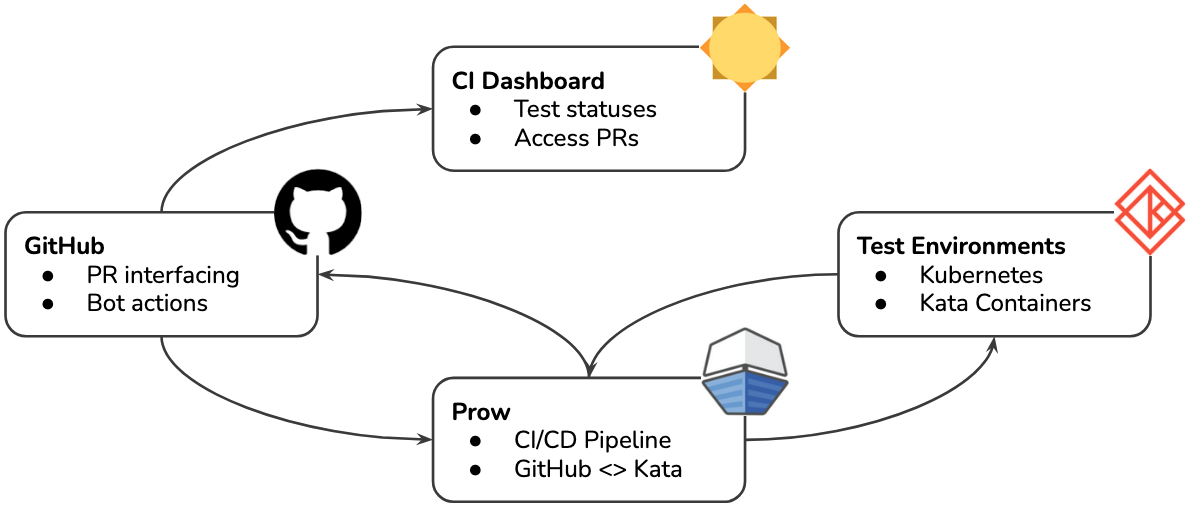 CI Dashboard
● Test statuses
● Access PRs
GitHub
● PR interfacing
● Bot actions
Test Environments
● Kubernetes
● Kata Containers
Prow
● CI/CD Pipeline
● GitHub <> Kata